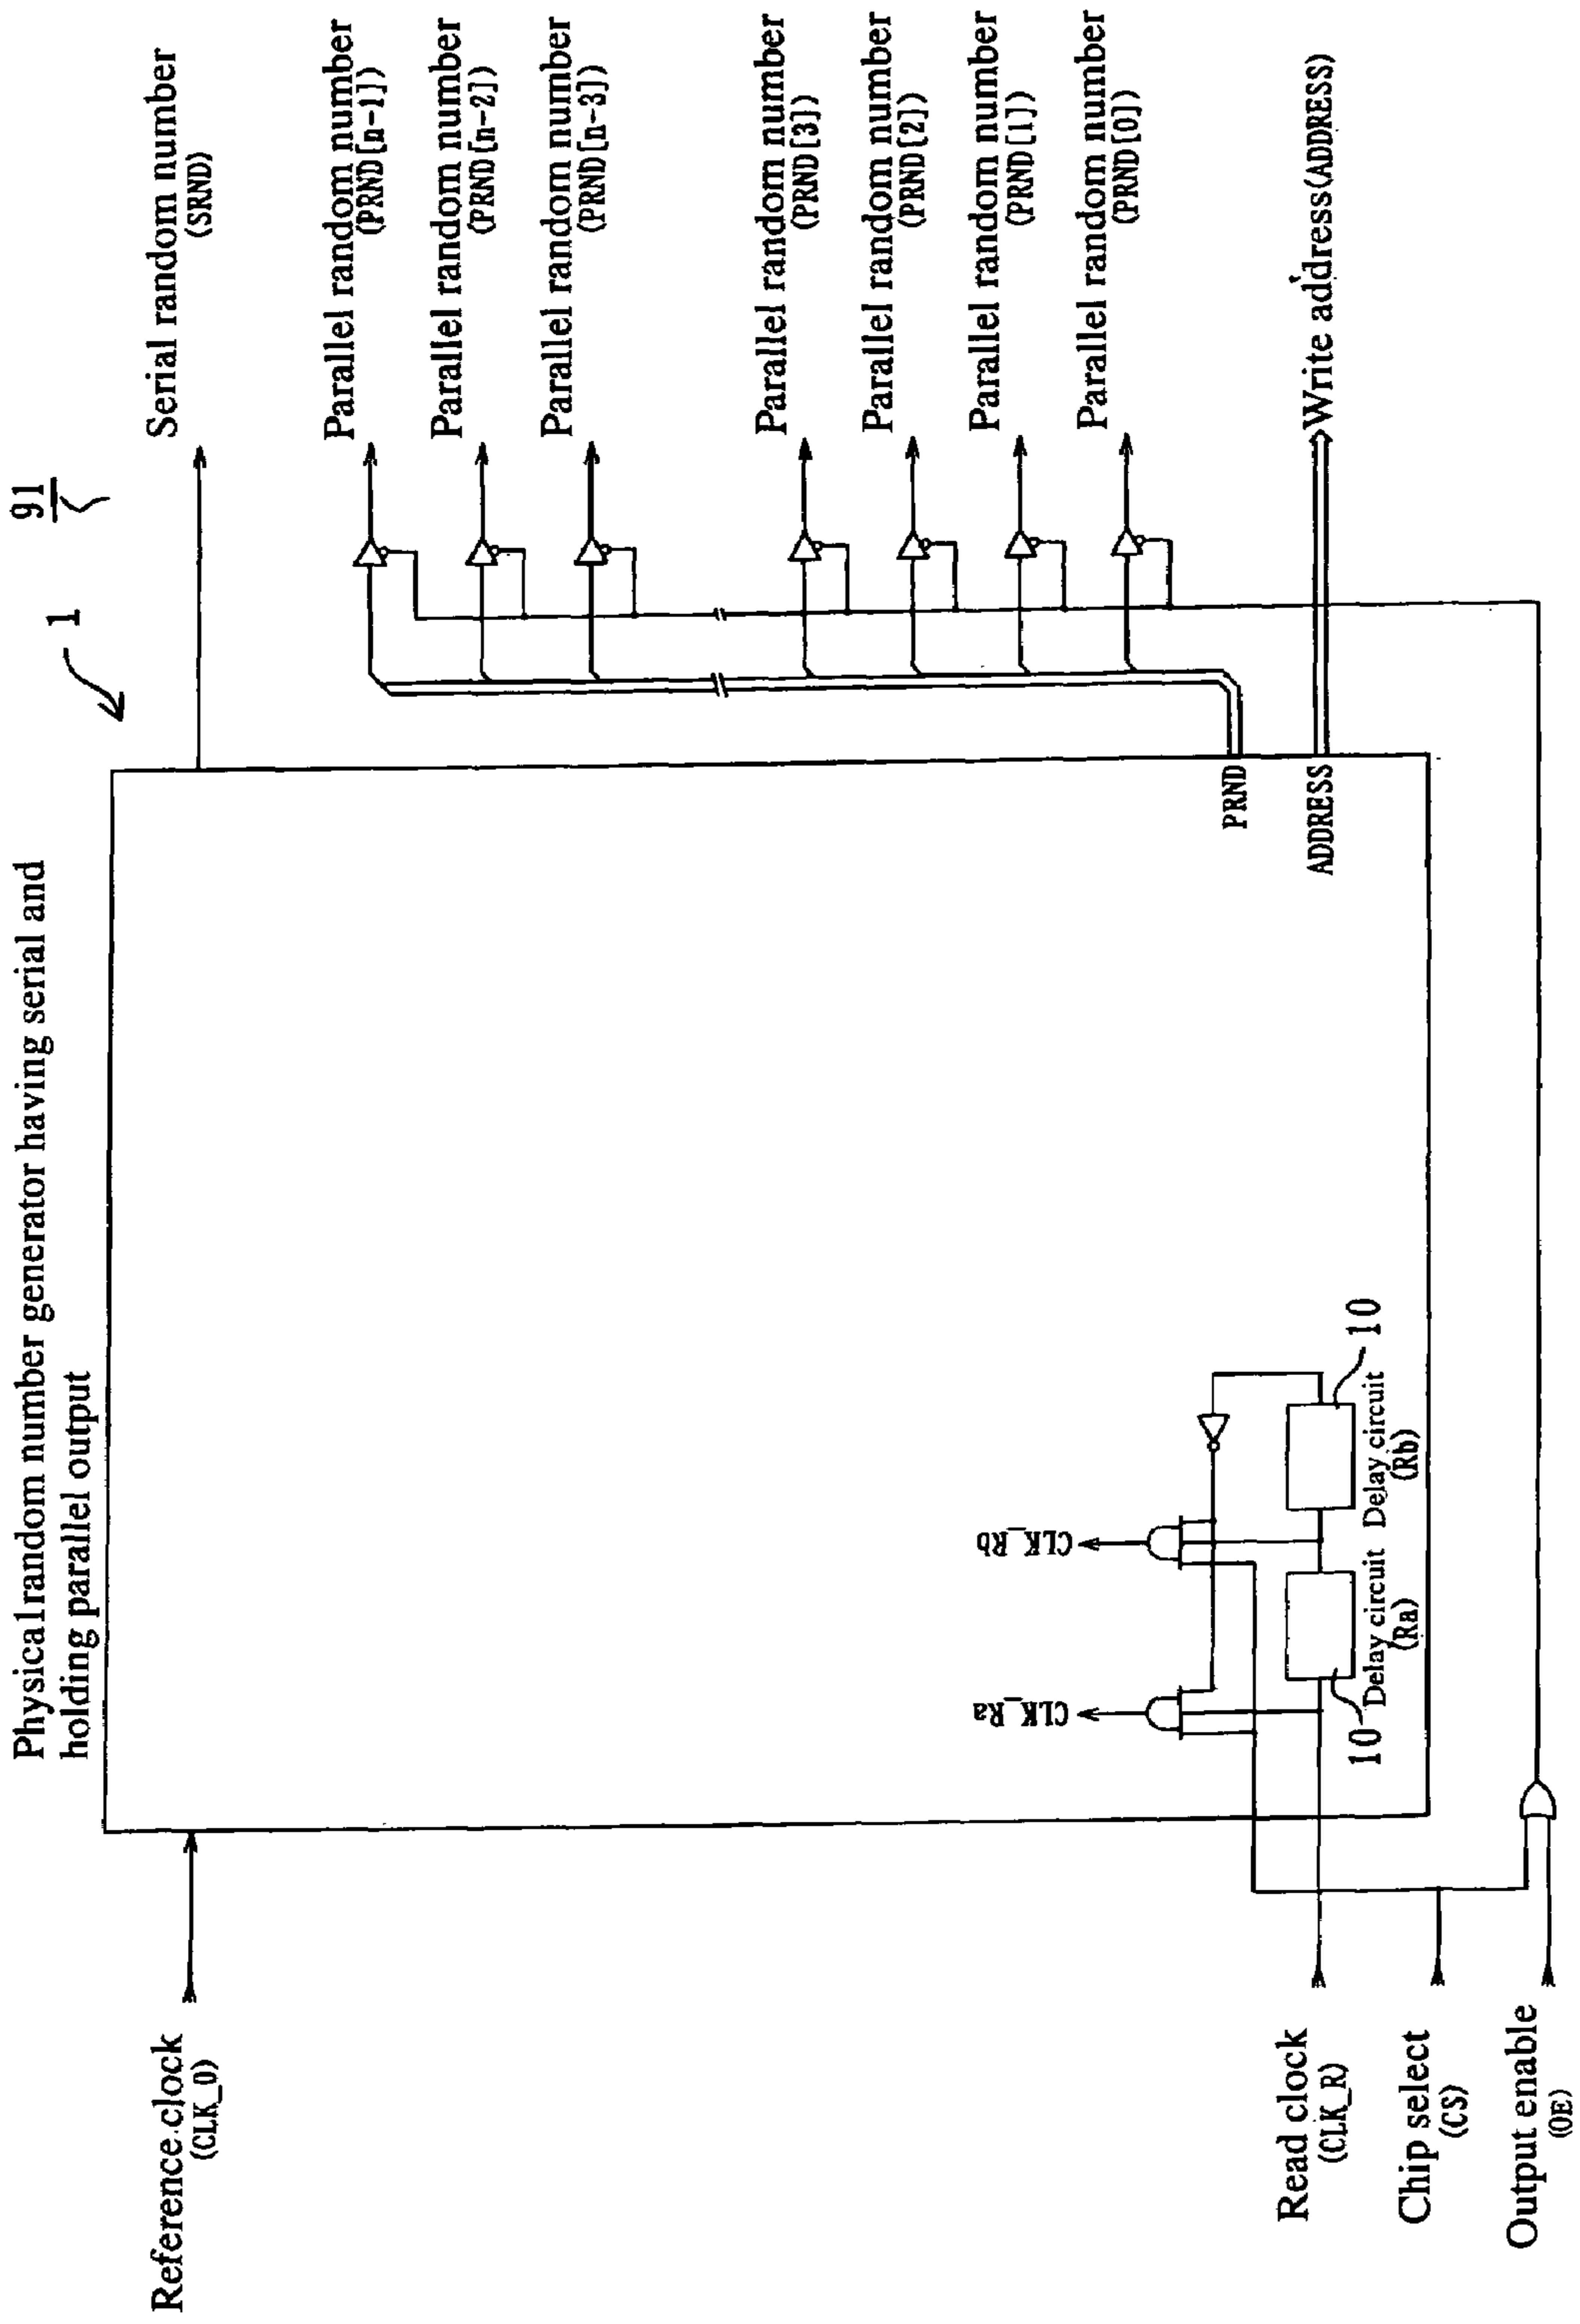 Physical random number generator having serial and
holding parallel output
1
91
Reference clock
(CLK_0)
Serial random number
(SRND)
Parallel random number
(PRND[n-1])
Parallel random number
(PRND[n-2])
Parallel random number
(PRND[n-3])
Parallel random number
(PRND[3])
Parallel random number
(PRND[2])
Parallel random number
(PRND[1])
Parallel random number
(PRND[0])
Write address(ADDRESS)
PRND
ADDRESS
CLK_Ra
CLK_Rb
10
Delay circuit
(Ra)
Delay circuit
(Rb)
10
Read clock
(CLK_R)
Chip select
(CS)
Output enable
(OE)